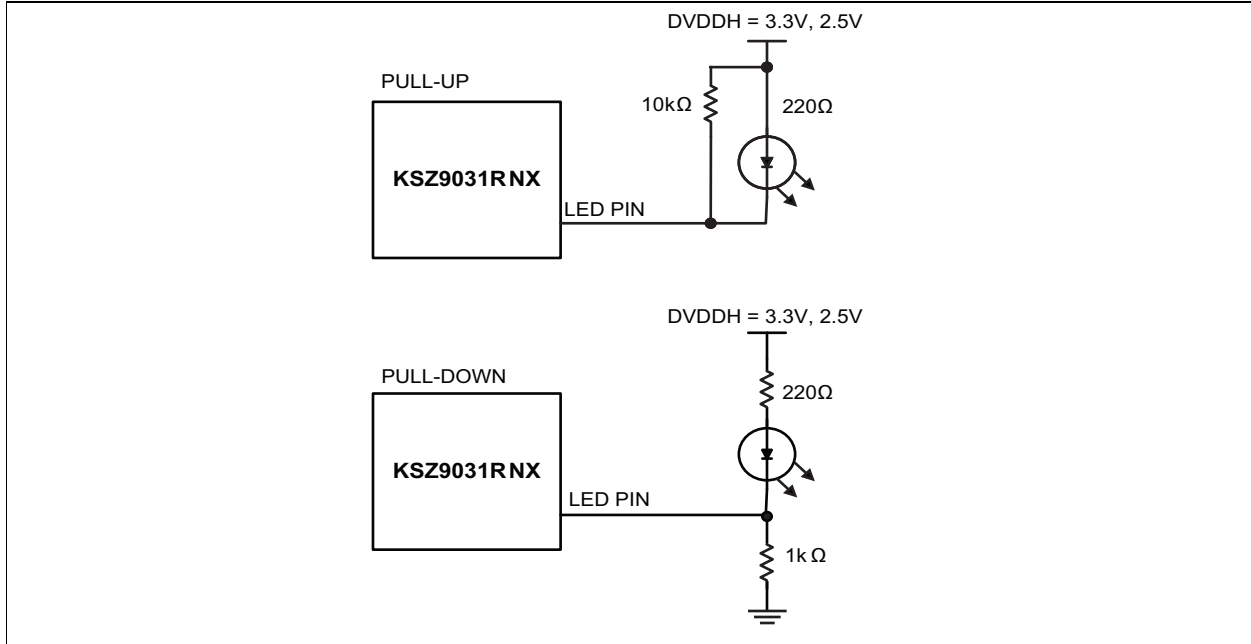 DVDDH = 3.3V, 2.5V
PULL-UP
10kΩ
220Ω
KSZ9031RNX
LED PIN
DVDDH = 3.3V, 2.5V
PULL-DOWN
220Ω
KSZ9031RNX
LED PIN
1k Ω